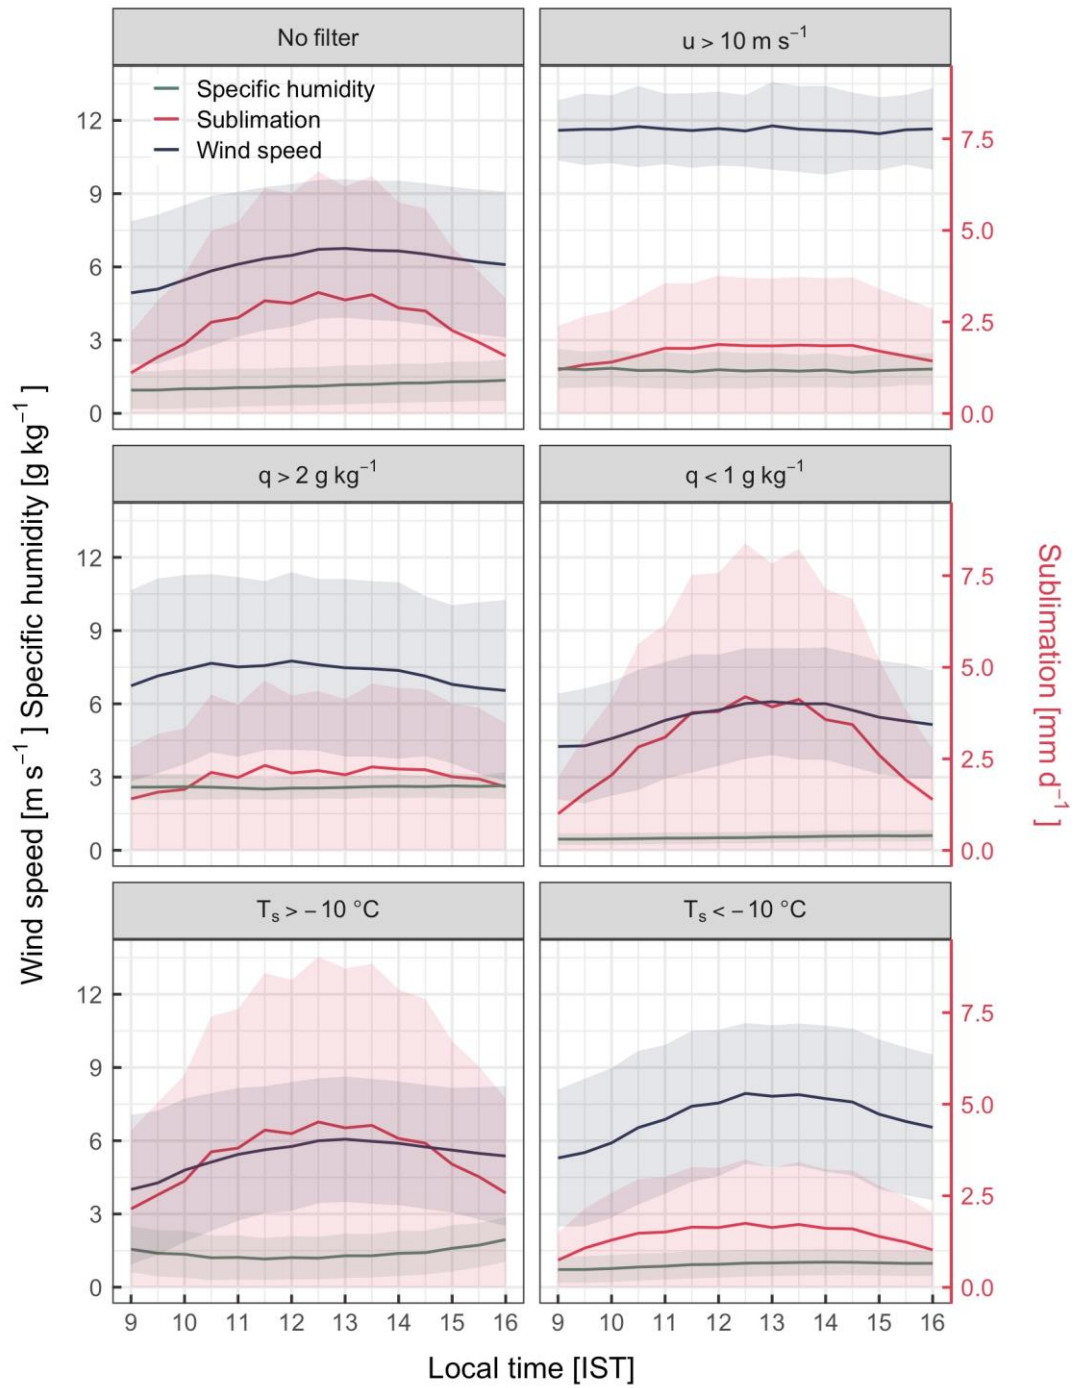 No filter
u > 10 m s⁻¹
Specific humidity
Sublimation
Wind speed
12
9
6
3
0
7.5
5.0
2.5
0.0
q > 2 g kg⁻¹
q < 1 g kg⁻¹
12
9
6
3
0
7.5
5.0
2.5
0.0
Wind speed [m s⁻¹ ] Specific humidity [g kg⁻¹ ]
Sublimation [mm d⁻¹ ]
Tₛ > − 10 °C
Tₛ < − 10 °C
12
9
6
3
0
7.5
5.0
2.5
0.0
9 10 11 12 13 14 15 16
9 10 11 12 13 14 15 16
Local time [IST]